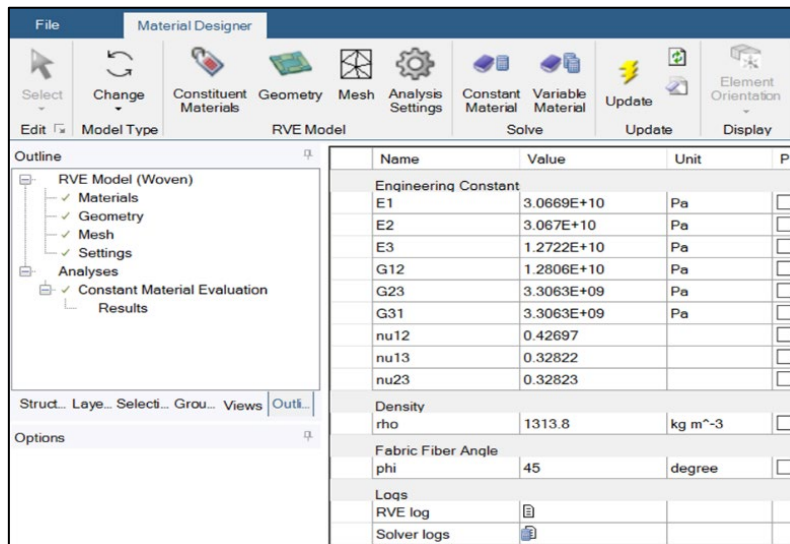 File
Material Designer
Select
Change
Constituent Materials
Geometry
Mesh
Analysis Settings
Constant Material
Variable Material
Update
Element Orientation
Edit
Model Type
RVE Model
Solve
Update
Display
Outline
RVE Model (Woven)
Materials
Geometry
Mesh
Settings
Analyses
Constant Material Evaluation
Results
Struct... Laye... Selecti... Grou... Views Outli...
Options
Name Value Unit P
Engineering Constant
E1 3.0669E+10 Pa
E2 3.067E+10 Pa
E3 1.2722E+10 Pa
G12 1.2806E+10 Pa
G23 3.3063E+09 Pa
G31 3.3063E+09 Pa
nu12 0.42697
nu13 0.32822
nu23 0.32823
Density
rho 1313.8 kg m^-3
Fabric Fiber Angle
phi 45 degree
Logs
RVE log
Solver logs